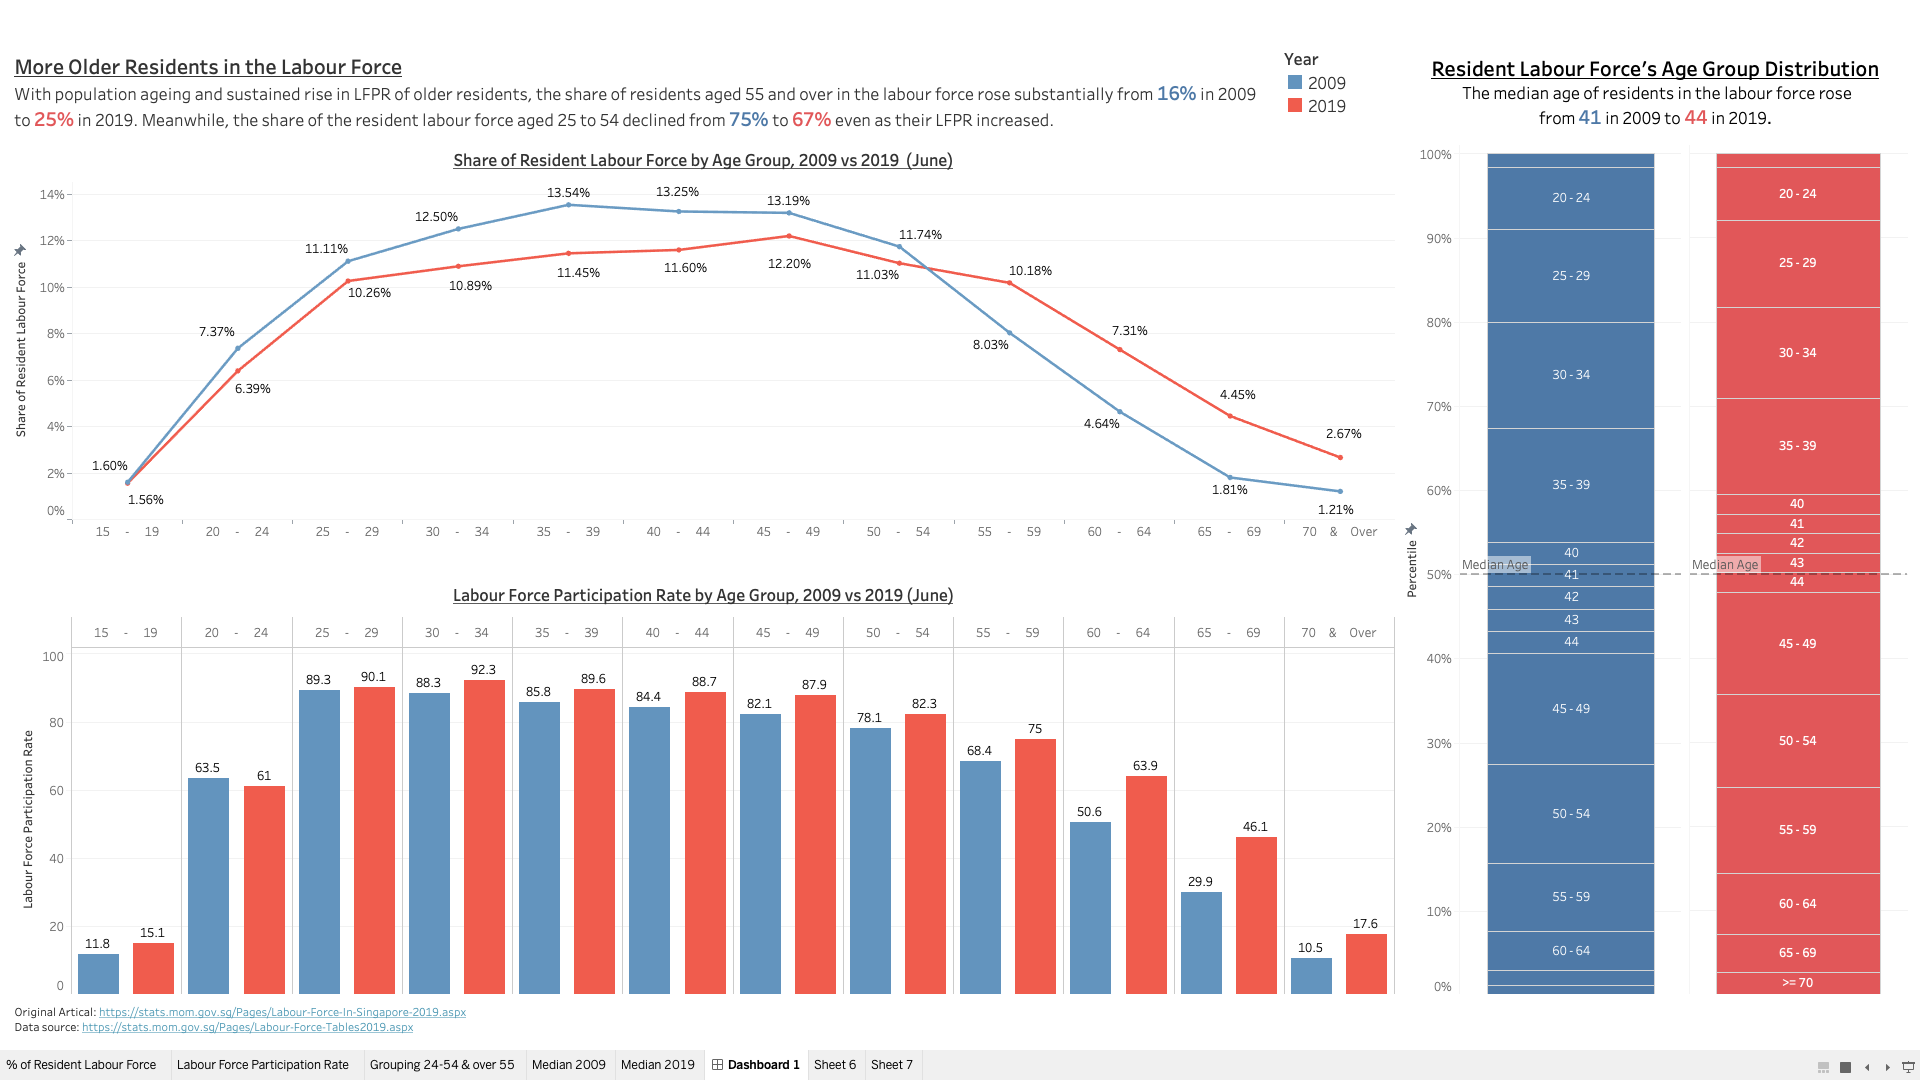 More Older Residents in the Labour Force
With population ageing and sustained rise in LFPR of older residents, the share of residents aged 55 and over in the labour force rose substantially from 16% in 2009
to 25% in 2019. Meanwhile, the share of the resident labour force aged 25 to 54 declined from 75% to 67% even as their LFPR increased.
Year
2009
2019
Share of Resident Labour Force by Age Group, 2009 vs 2019 (June)
Share of Resident Labour Force
14%
12%
10%
8%
6%
4%
2%
0%
1.60%
7.37%
11.11%
12.50%
13.54%
13.25%
13.19%
11.74%
8.03%
4.64%
1.81%
1.21%
1.56%
6.39%
10.26%
10.89%
11.45%
11.60%
12.20%
11.03%
10.18%
7.31%
4.45%
2.67%
15 - 19 20 - 24 25 - 29 30 - 34 35 - 39 40 - 44 45 - 49 50 - 54 55 - 59 60 - 64 65 - 69 70 & Over
Labour Force Participation Rate by Age Group, 2009 vs 2019 (June)
15 - 19 20 - 24 25 - 29 30 - 34 35 - 39 40 - 44 45 - 49 50 - 54 55 - 59 60 - 64 65 - 69 70 & Over
Labour Force Participation Rate
100
80
60
40
20
0
11.8 15.1
63.5 61
89.3 90.1
88.3 92.3
85.8 89.6
84.4 88.7
82.1 87.9
78.1 82.3
68.4 75
50.6 63.9
29.9 46.1
10.5 17.6
Original Artical: https://stats.mom.gov.sg/Pages/Labour-Force-In-Singapore-2019.aspx
Data source: https://stats.mom.gov.sg/Pages/Labour-Force-Tables2019.aspx
Resident Labour Force's Age Group Distribution
The median age of residents in the labour force rose
from 41 in 2009 to 44 in 2019.
Percentile
100%
90%
80%
70%
60%
50%
40%
30%
20%
10%
0%
20 - 24
25 - 29
30 - 34
35 - 39
40
Median Age
41
42
43
44
45 - 49
50 - 54
55 - 59
60 - 64
20 - 24
25 - 29
30 - 34
35 - 39
40
41
42
43
Median Age
44
45 - 49
50 - 54
55 - 59
60 - 64
65 - 69
>= 70
% of Resident Labour Force Labour Force Participation Rate Grouping 24-54 & over 55 Median 2009 Median 2019 Dashboard 1 Sheet 6 Sheet 7